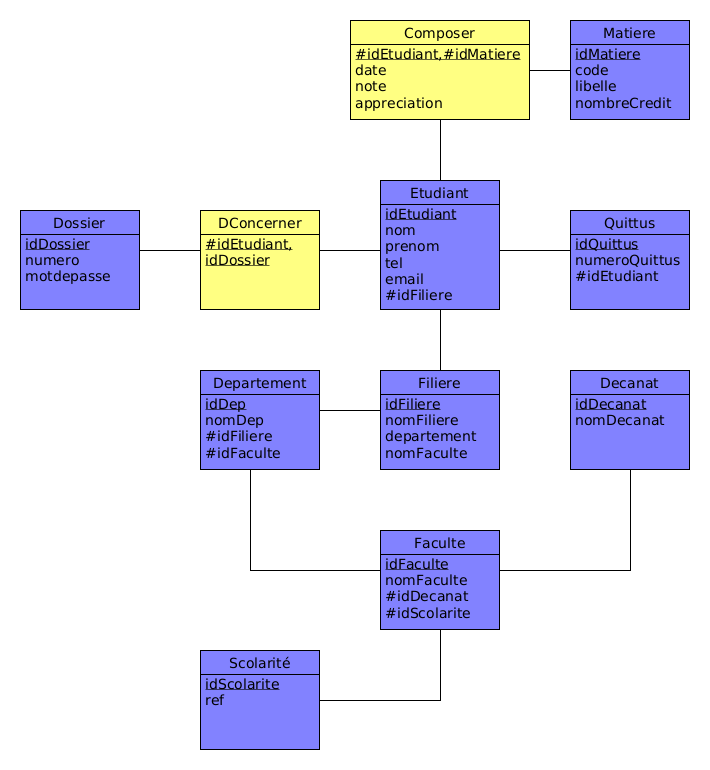 Composer
#idEtudiant,#idMatiere
date
note
appreciation
Matiere
idMatiere
code
libelle
nombreCredit
Dossier
idDossier
numero
motdepasse
DConcerner
#idEtudiant,
idDossier
Etudiant
idEtudiant
nom
prenom
tel
email
#idFiliere
Quittus
idQuittus
numeroQuittus
#idEtudiant
Departement
idDep
nomDep
#idFiliere
#idFaculte
Filiere
idFiliere
nomFiliere
departement
nomFaculte
Decanat
idDecanat
nomDecanat
Faculte
idFaculte
nomFaculte
#idDecanat
#idScolarite
Scolarité
idScolarite
ref